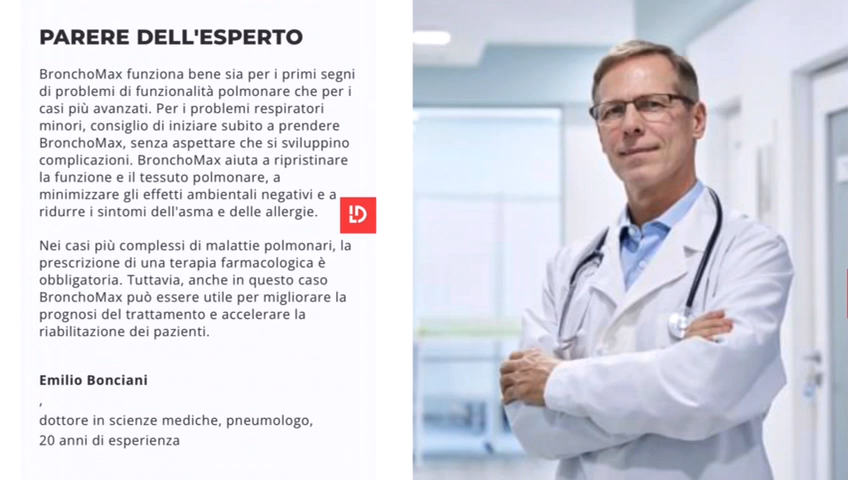 PARERE DELL'ESPERTO
BronchoMax funziona bene sia per i primi segni
di problemi di funzionalità polmonare che per i
casi più avanzati. Per i problemi respiratori
minori, consiglio di iniziare subito a prendere
BronchoMax, senza aspettare che si sviluppino
complicazioni. BronchoMax aiuta a ripristinare
la funzione e il tessuto polmonare, a
minimizzare gli effetti ambientali negativi e a
ridurre i sintomi dell'asma e delle allergie.
!D
Nei casi più complessi di malattie polmonari, la
prescrizione di una terapia farmacologica è
obbligatoria. Tuttavia, anche in questo caso
BronchoMax può essere utile per migliorare la
prognosi del trattamento e accelerare la
riabilitazione dei pazienti.
Emilio Bonciani
,
dottore in scienze mediche, pneumologo,
20 anni di esperienza